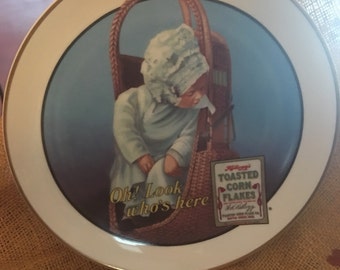 Oh! Look
who's here
Kellogg's
TOASTED
CORN
FLAKES